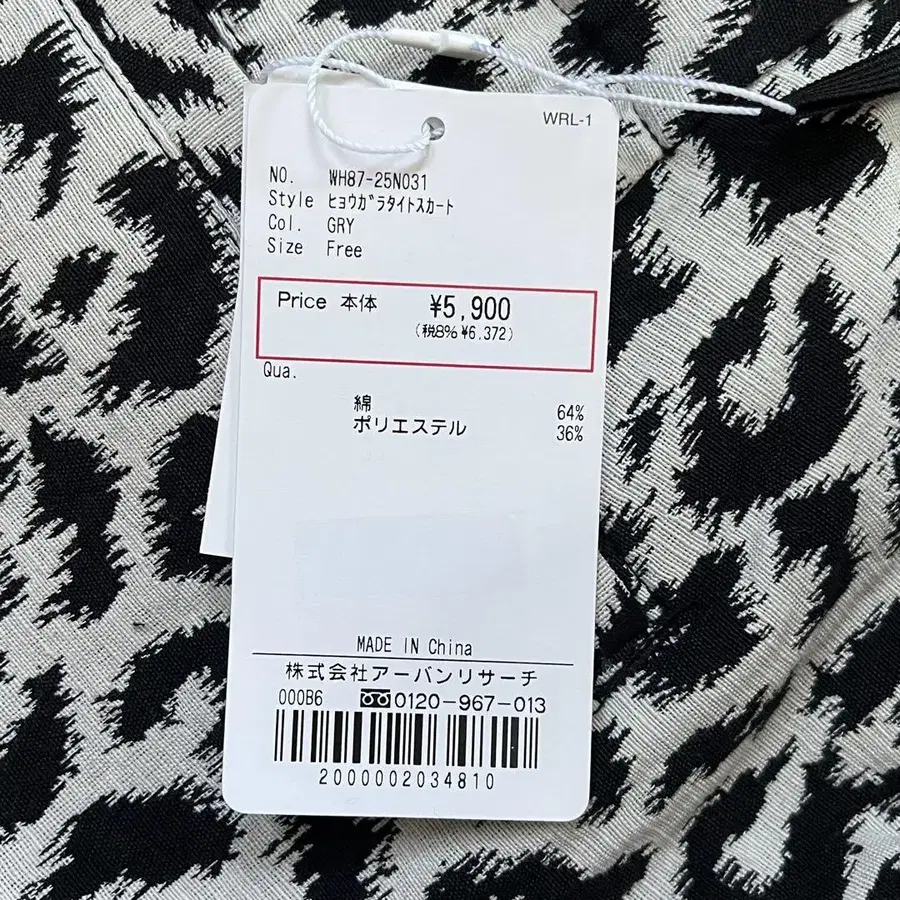 WRL-1
NO. WH87-25N031
Style ﾋｮｳｶﾞﾗﾀｲﾄｽｶｰﾄ
Col. GRY
Size Free
Price 本体 ¥5,900
(税8% ¥6,372)
Qua.
綿 64%
ポリエステル 36%
MADE IN China
株式会社アーバンリサーチ
000B6 0120-967-013
2000002034810